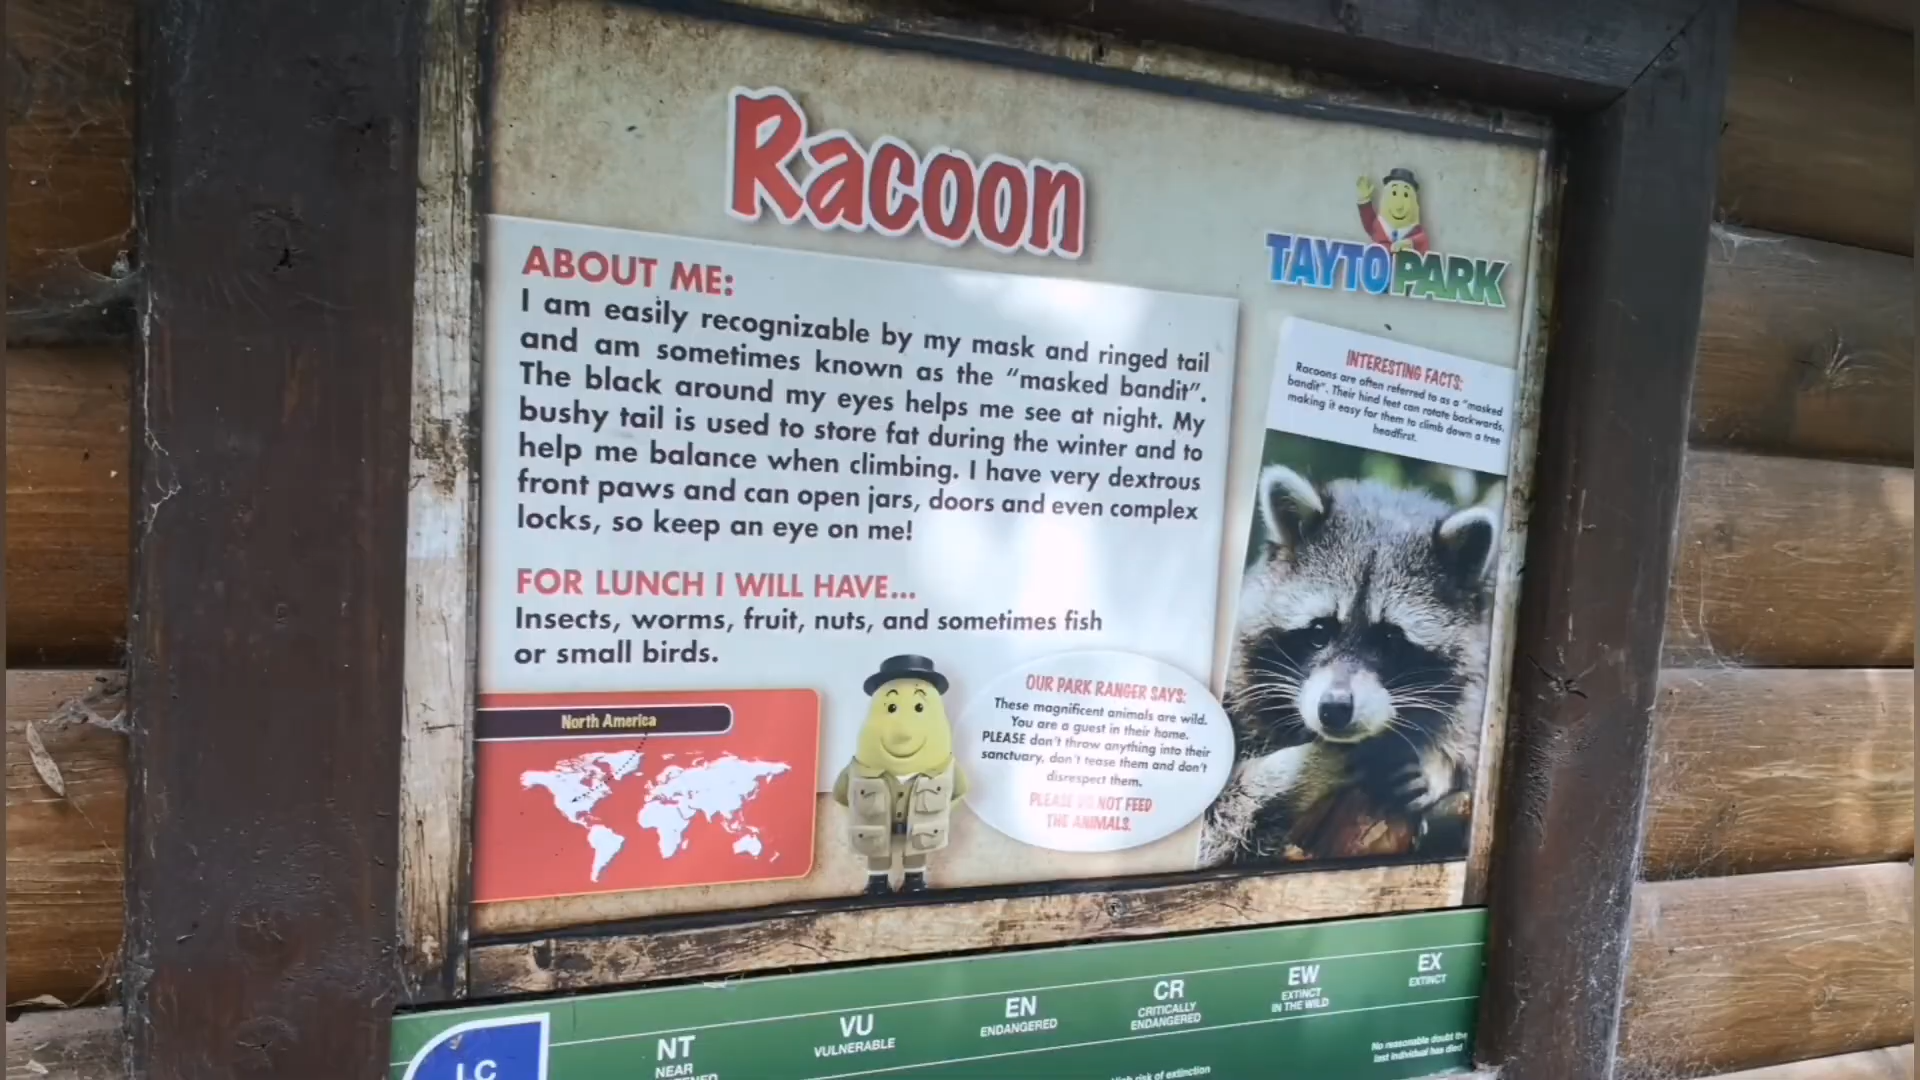 Racoon
TAYTO PARK
ABOUT ME:
I am easily recognizable by my mask and ringed tail
and am sometimes known as the "masked bandit".
The black around my eyes helps me see at night. My
bushy tail is used to store fat during the winter and to
help me balance when climbing. I have very dextrous
front paws and can open jars, doors and even complex
locks, so keep an eye on me!
FOR LUNCH I WILL HAVE...
Insects, worms, fruit, nuts, and sometimes fish
or small birds.
INTERESTING FACTS:
Racoons are often referred to as a "masked
bandit". Their hind feet can rotate backwards,
making it easy for them to climb down a tree
headfirst.
North America
OUR PARK RANGER SAYS:
These magnificent animals are wild.
You are a guest in their home.
PLEASE don't throw anything into their
sanctuary, don't tease them and don't
disrespect them.
PLEASE DO NOT FEED
THE ANIMALS.
LC
NT
NEAR
VU
VULNERABLE
EN
ENDANGERED
CR
CRITICALLY
ENDANGERED
EW
EXTINCT
IN THE WILD
EX
EXTINCT
risk of extinction
No reasonable doubt the
last individual has died